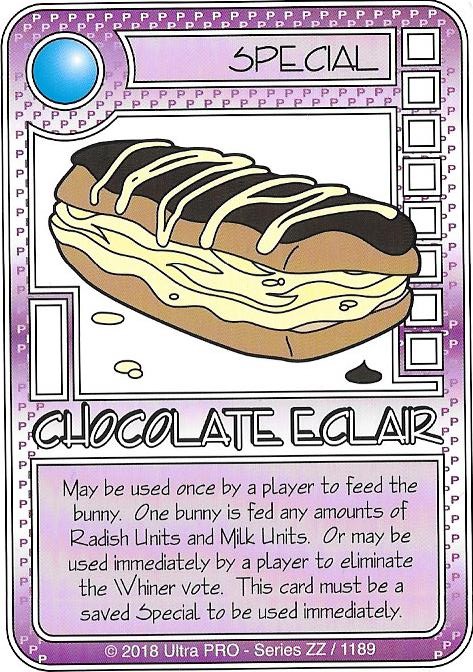 SPECIAL
CHOCOLATE ECLAIR
May be used once by a player to feed the
bunny. One bunny is fed any amounts of
Radish Units and Milk Units. Or may be
used immediately by a player to eliminate
the Whiner vote. This card must be a
saved Special to be used immediately.
© 2018 Ultra PRO - Series ZZ / 1189